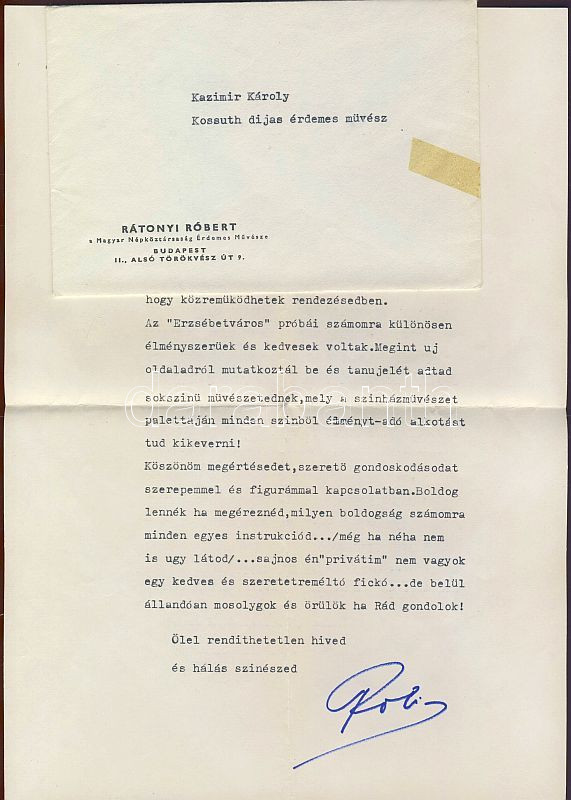 Kazimir Károly
Kossuth dijas érdemes müvész
RÁTONYI RÓBERT
a Magyar Népköztársaság Érdemes Művésze
BUDAPEST
II., ALSÓ TÖRÖKVÉSZ ÚT 9.
hogy közremüködhetek rendezésedben.
Az "Erzsébetváros" próbái számomra különösen
élményszerüek és kedvesek voltak.Megint uj
oldaladról mutatkoztál be és tanujelét adtad
sokszinü müvészetednek,mely a szinházmüvészet
palettaján minden szinböl élményt-adó alkotást
tud kikeverni!
Köszönöm megértésedet,szeretö gondoskodásodat
szerepemmel és figurámmal kapcsolatban.Boldog
lennék ha megéreznéd,milyen boldogság számomra
minden egyes instrukciód.../még ha néha nem
is ugy látod/...sajnos én"privátim" nem vagyok
egy kedves és szeretetreméltó fickó...de belül
állandóan mosolygok és örülök ha Rád gondolok!
Ölel rendithetetlen hived
és hálás szinészed
Robi
darabanth